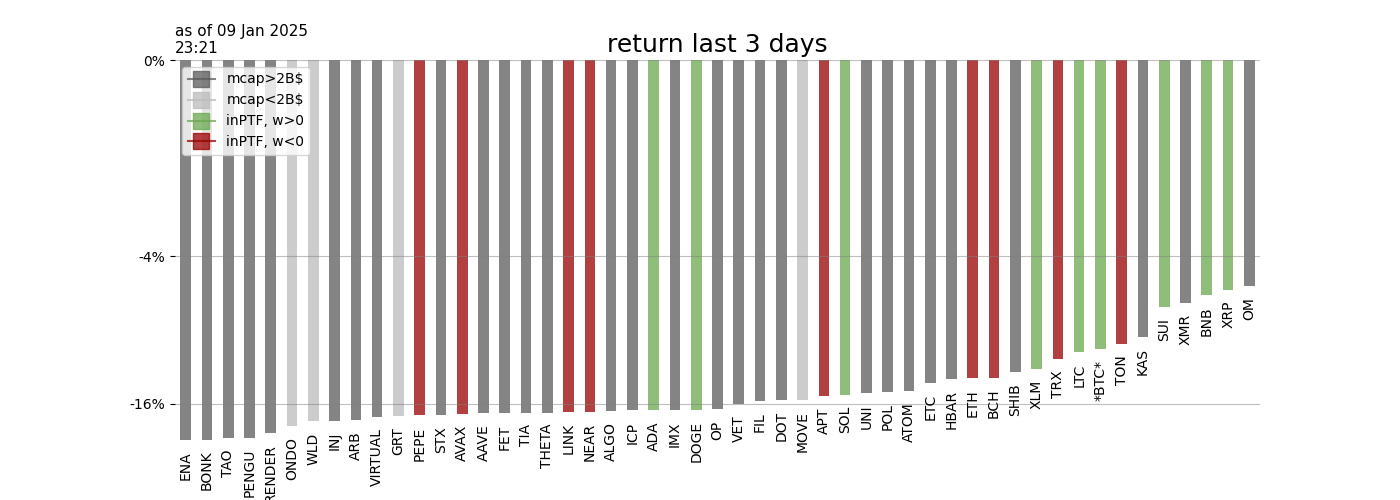 as of 09 Jan 2025
23:21
return last 3 days
0%
-4%
-16%
mcap>2B$
mcap<2B$
inPTF, w>0
inPTF, w<0
ENA
BONK
TAO
PENGU
RENDER
ONDO
WLD
INJ
ARB
VIRTUAL
GRT
PEPE
STX
AVAX
AAVE
FET
TIA
THETA
LINK
NEAR
ALGO
ICP
ADA
IMX
DOGE
OP
VET
FIL
DOT
MOVE
APT
SOL
UNI
POL
ATOM
ETC
HBAR
ETH
BCH
SHIB
XLM
TRX
LTC
*BTC*
TON
KAS
SUI
XMR
BNB
XRP
OM